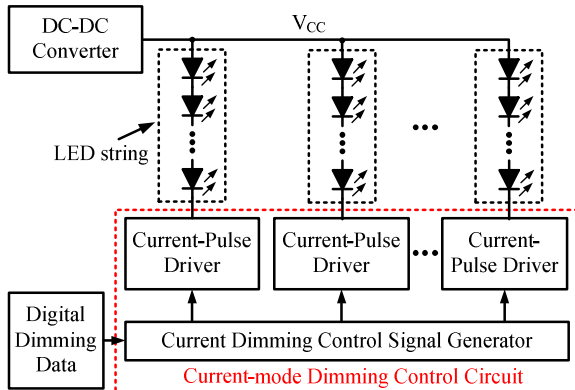 DC-DC
Converter
VCC
LED string
Current-Pulse
Driver
Current-Pulse
Driver
Current-
Pulse Driver
Digital
Dimming
Data
Current Dimming Control Signal Generator
Current-mode Dimming Control Circuit